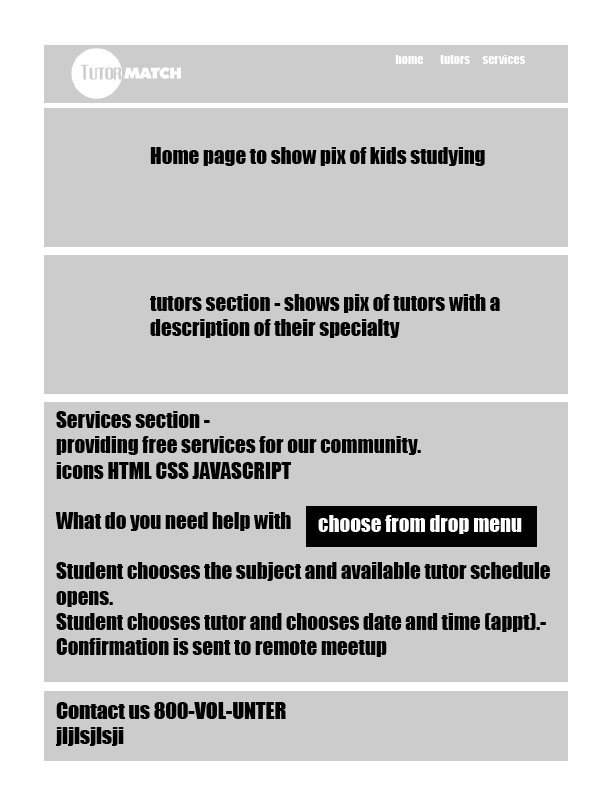 TUTORMATCH
home tutors services
Home page to show pix of kids studying
tutors section - shows pix of tutors with a
description of their specialty
Services section -
providing free services for our community.
icons HTML CSS JAVASCRIPT
What do you need help with choose from drop menu
Student chooses the subject and available tutor schedule
opens.
Student chooses tutor and chooses date and time (appt).-
Confirmation is sent to remote meetup
Contact us 800-VOL-UNTER
jljlsjlsji